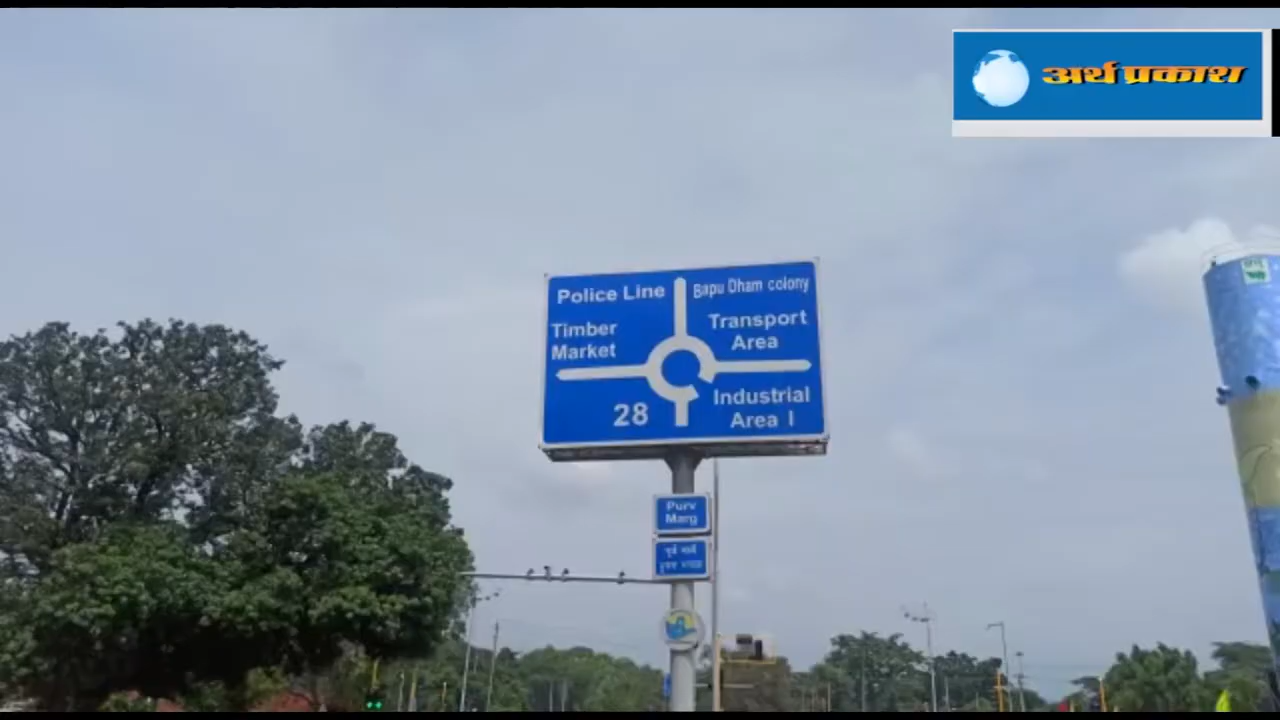 अर्थ प्रकाश
Police Line
Bapu Dham colony
Timber
Market
Transport
Area
28
Industrial
Area I
Purv
Marg
पूर्व मार्ग